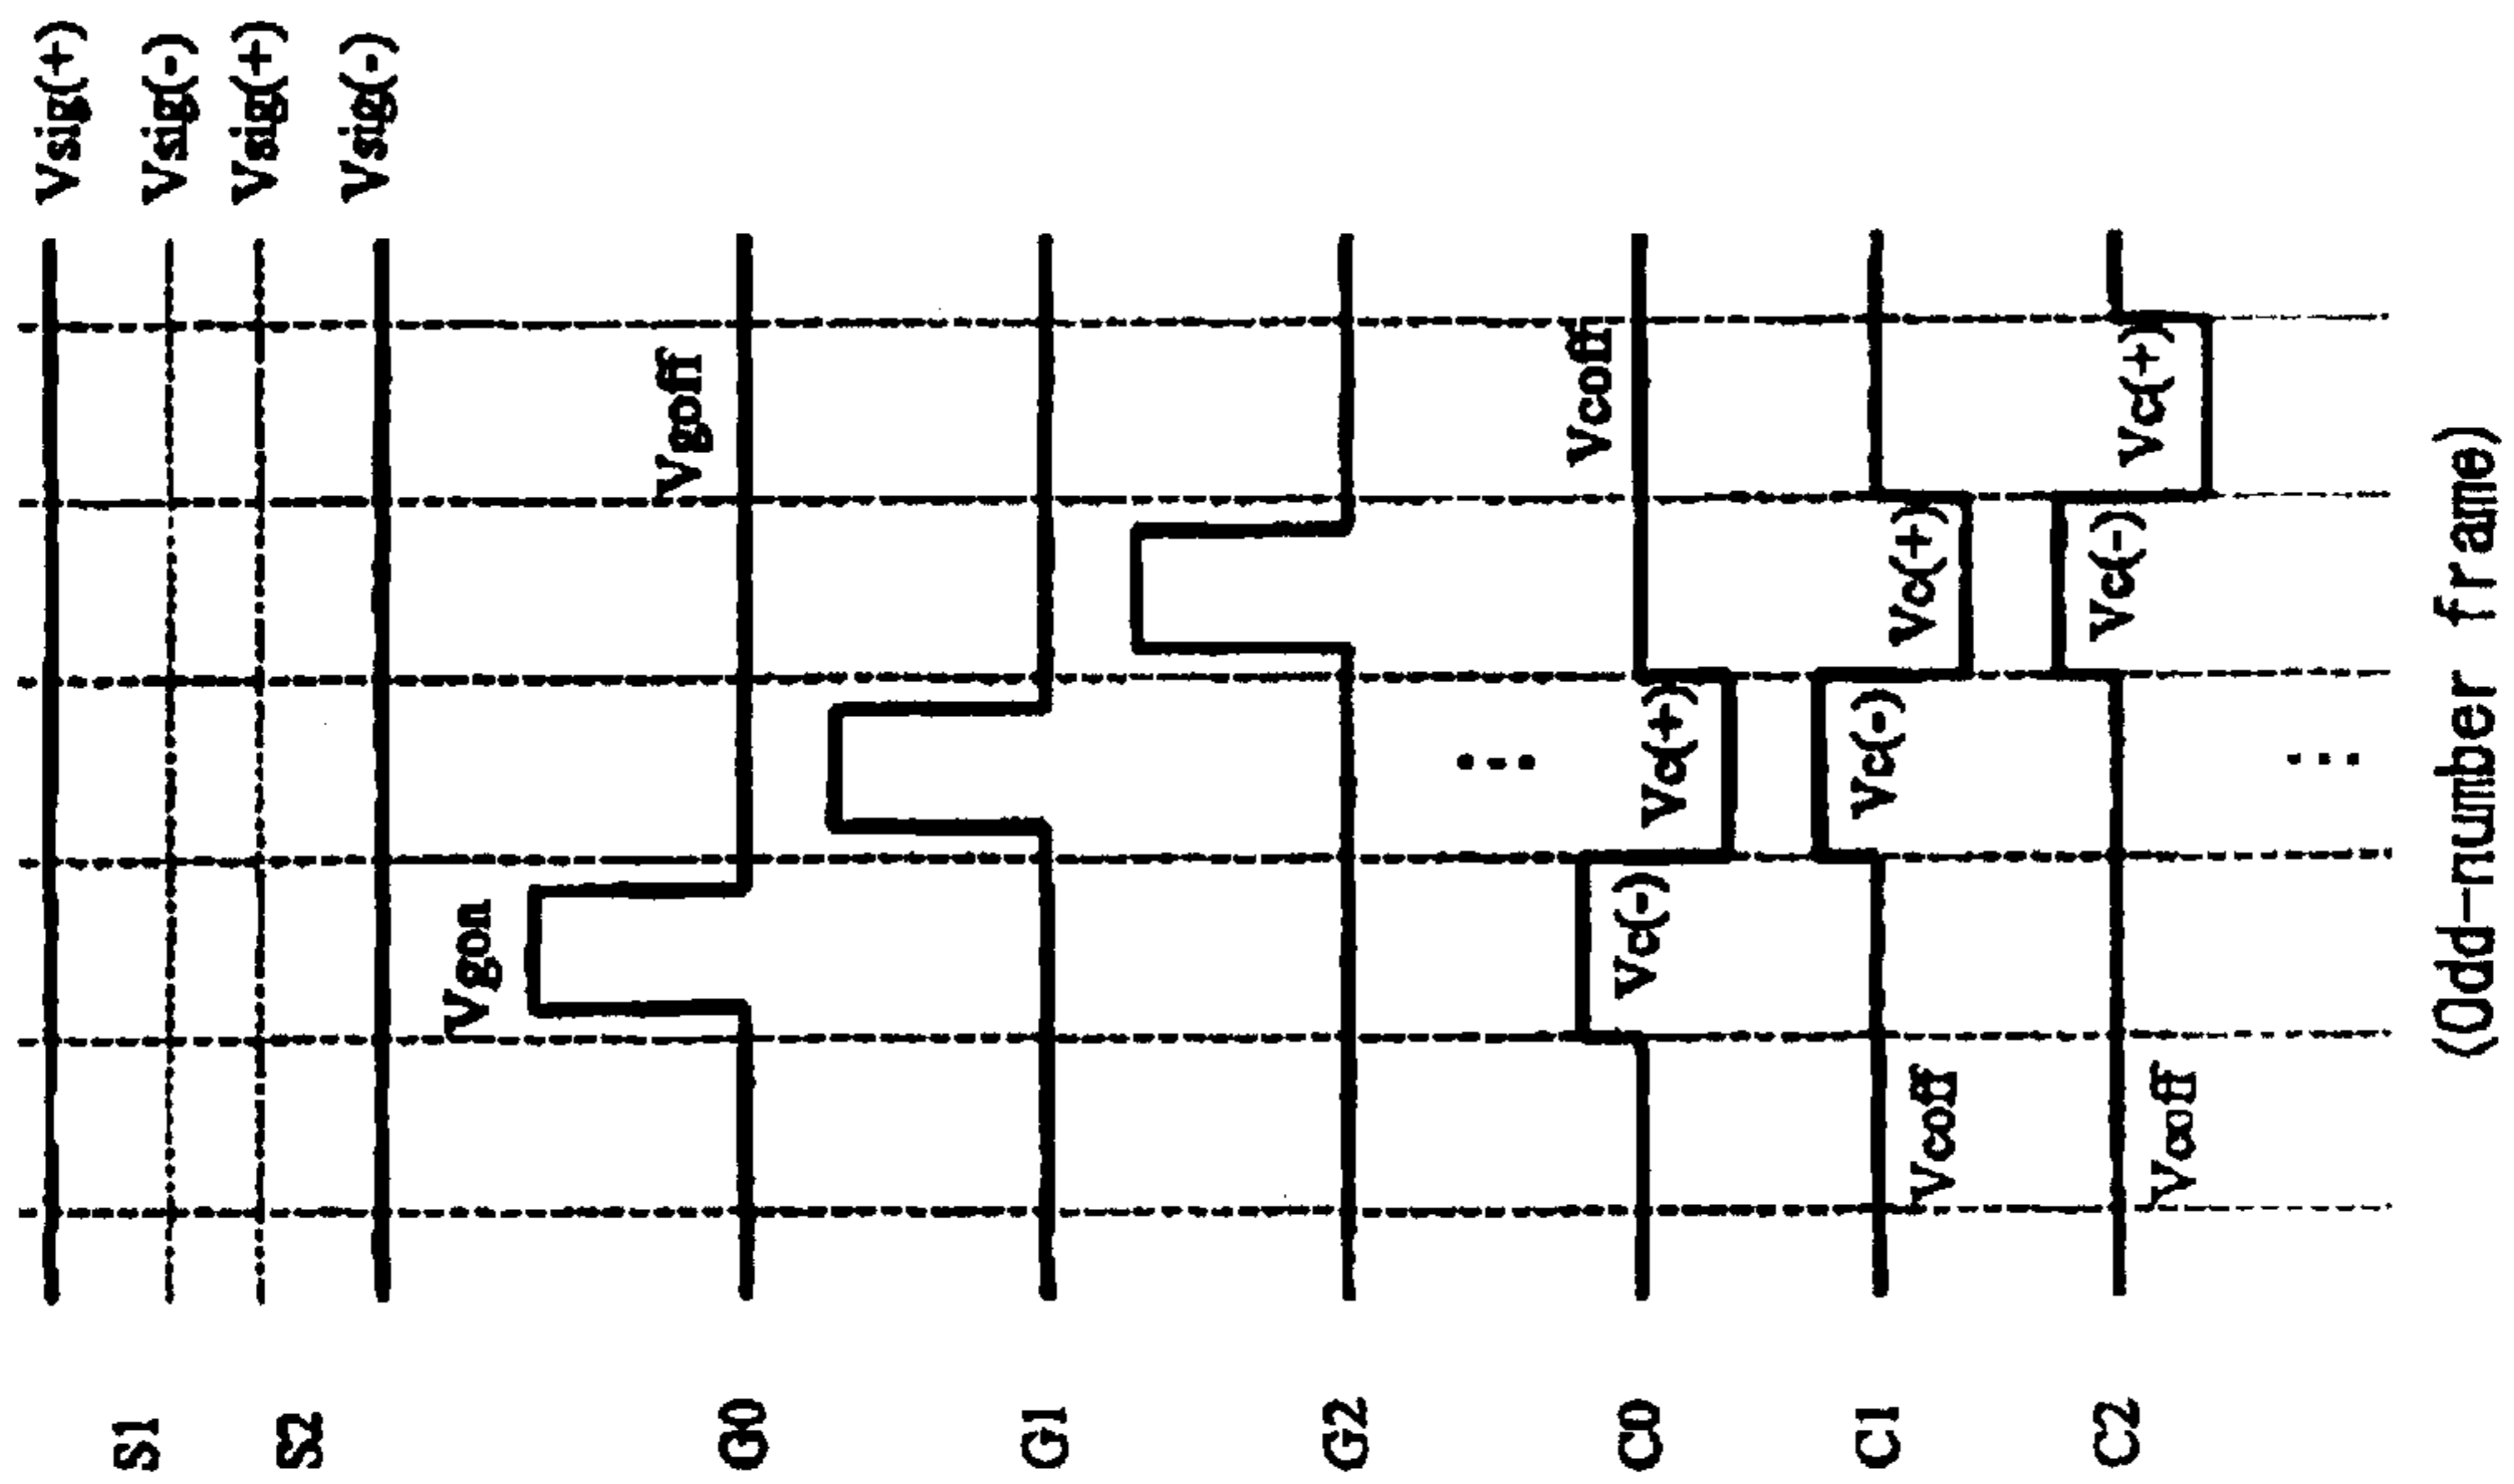 S1
Vsig(+)
Vsig(-)
S2
Vsig(+)
Vsig(-)
G0
Vgon
Vgoff
G1
G2
...
C0
Vc(-)
Vc(+)
Vcoff
C1
Vcoff
Vc(-)
Vc(+)
C2
Vcoff
Vc(-)
Vc(+)
...
(Odd-number frame)